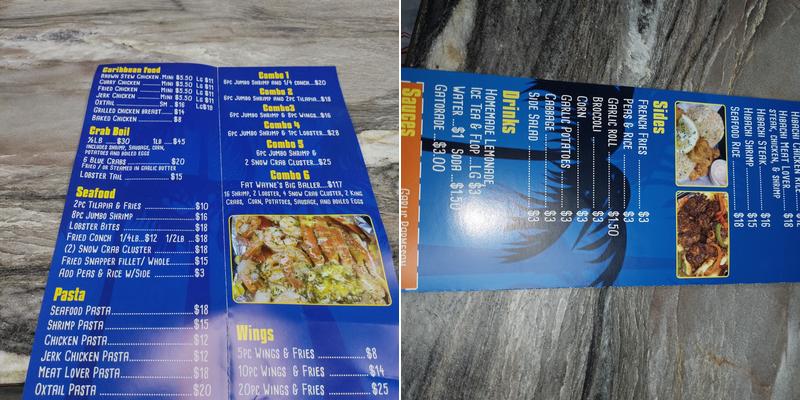 Caribbean Food
Brown Stew Chicken. Mini $5.50 Lg $11
Curry Chicken ........ Mini $5.50 Lg $11
Fried Chicken ....... Mini $5.50 Lg $11
Jerk Chicken ........ Mini $5.50 Lg $11
Oxtail ................. Sm .. $16 Lg $19
Grilled Chicken Breast ...... $14
Baked Chicken ............ $8
Crab Boil
½LB ..... $30 1LB ... $45
Includes Shrimp, Sausage, Corn,
Potatoes and Boiled Eggs
6 Blue Crabs ................ $20
Fried / or Steamed in Garlic Butter
Lobster Tail ................ $15
Seafood
2pc Tilapia & Fries ............ $10
8pc Jumbo Shrimp ............ $16
Lobster Bites ................. $18
Fried Conch 1/4LB...$12 1/2LB ...$18
(2) Snow Crab Cluster ......... $18
Fried Snapper fillet/ Whole......$15
Add Peas & Rice w/Side ......... $3
Pasta
Seafood Pasta.....................$18
Shrimp Pasta.....................$15
Chicken Pasta....................$12
Jerk Chicken Pasta...............$12
Meat Lover Pasta ................$18
Oxtail Pasta ....................$20
Combo 1
6pc Jumbo Shrimp and 1/4 Conch...$20
Combo 2
6pc Jumbo Shrimp and 2pc Tilapia..$18
Combo3
6pc Jumbo Shrimp & 8pc Wings...$16
Combo 4
6pc Jumbo Shrimp & 1pc Lobster..$28
Combo 5
6pc Jumbo Shrimp &
2 Snow Crab Cluster...$25
Combo 6
Fat Wayne's Big Baller...$117
16 Shrimp, 2 Lobster, 4 Snow Crab Cluster, 2 King
Crabs, Corn, Potatoes, Sausage, and Boiled Eggs
Wings
5pc Wings & Fries ............ $8
10pc Wings & Fries .......... $14
20pc Wings & Fries .......... $25
Hibachi Shrimp ........ $15
Hibachi Steak ......... $16
Hibachi Meat Lover
Steak, Chicken, & Shrimp $18
Seafood Rice ......... $18
Sides
French Fries ............ $3
Peas & Rice ............ $3
Garlic Roll ............ $1.50
Broccoli ............... $3
Corn ................... $3
Garlic Potatoes ........ $3
Cabbage ............... $3
Side Salad ............. $3
Drinks
Homemade Lemonade,
Ice Tea & Flop ...Lg $3
Water ...$1 Soda ...$1.50
Gatorade ... $3.00
Sauces